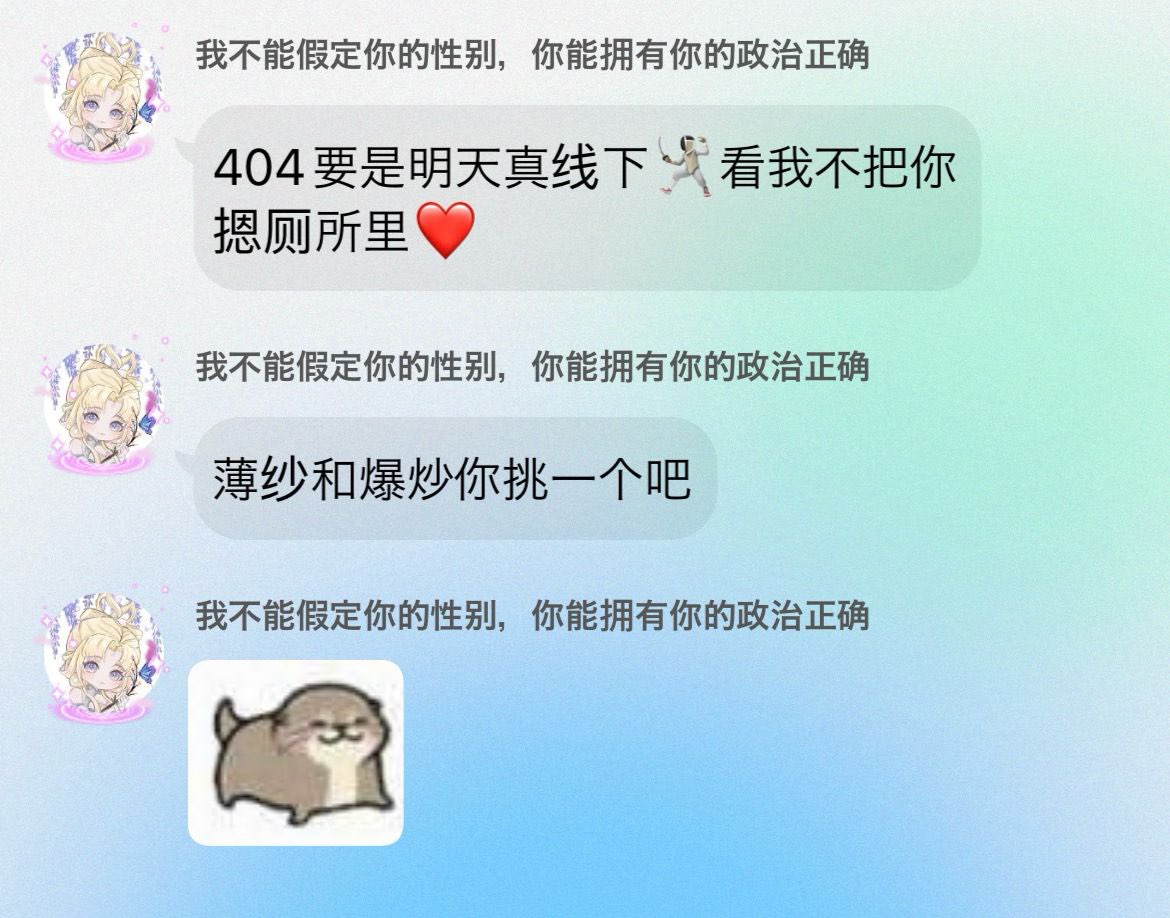 我不能假定你的性别，你能拥有你的政治正确
404要是明天真线下🤺看我不把你
摁厕所里❤️
我不能假定你的性别，你能拥有你的政治正确
薄纱和爆炒你挑一个吧
我不能假定你的性别，你能拥有你的政治正确